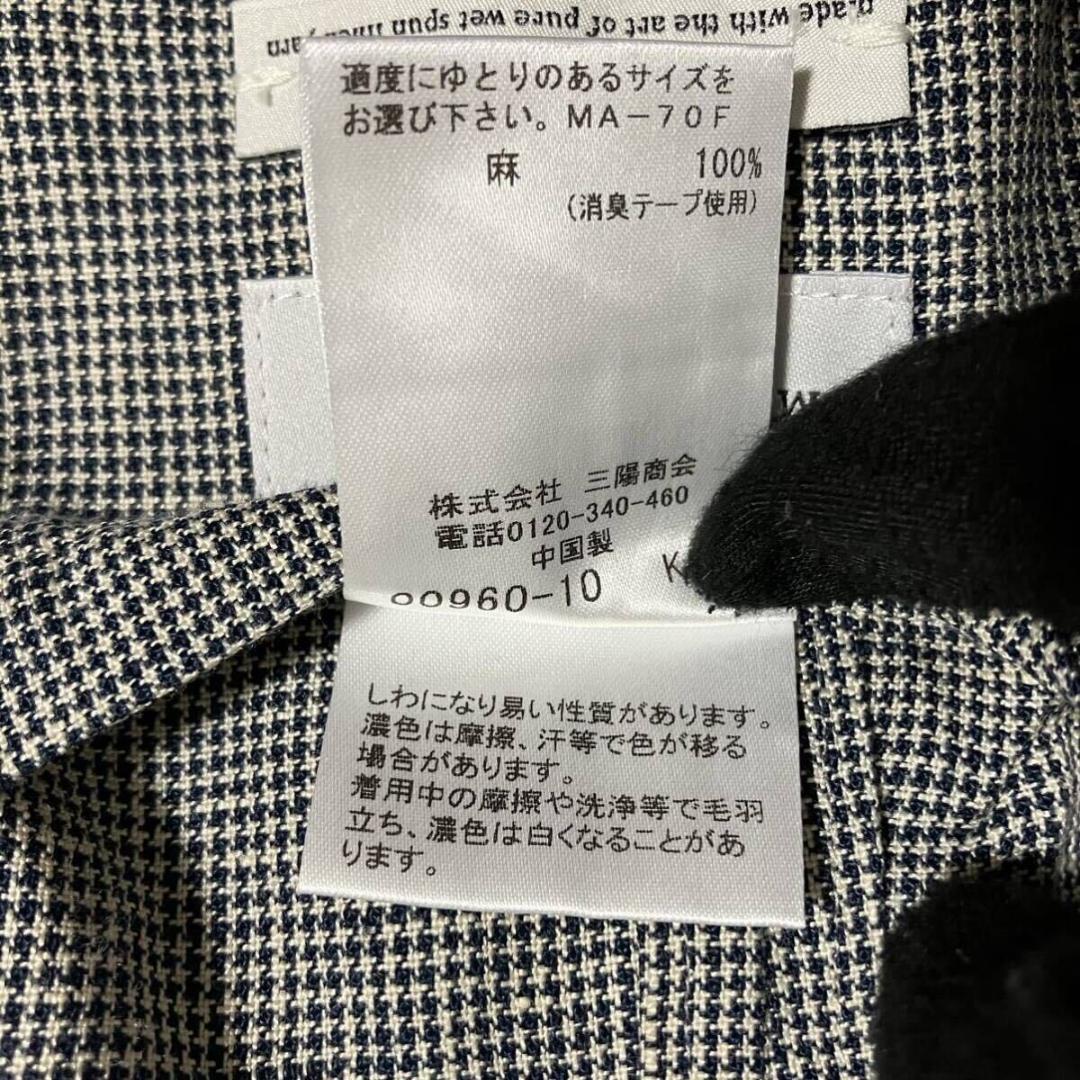 made with the art of pure wet spun linen yarn
適度にゆとりのあるサイズを
お選び下さい。MA-70F
麻 100%
(消臭テープ使用)
M
株式会社 三陽商会
電話0120-340-460
中国製
K
60-10
しわになり易い性質があります。
濃色は摩擦、汗等で色が移る
場合があります。
着用中の摩擦や洗浄等で毛羽
立ち、濃色は白くなることがあ
ります。